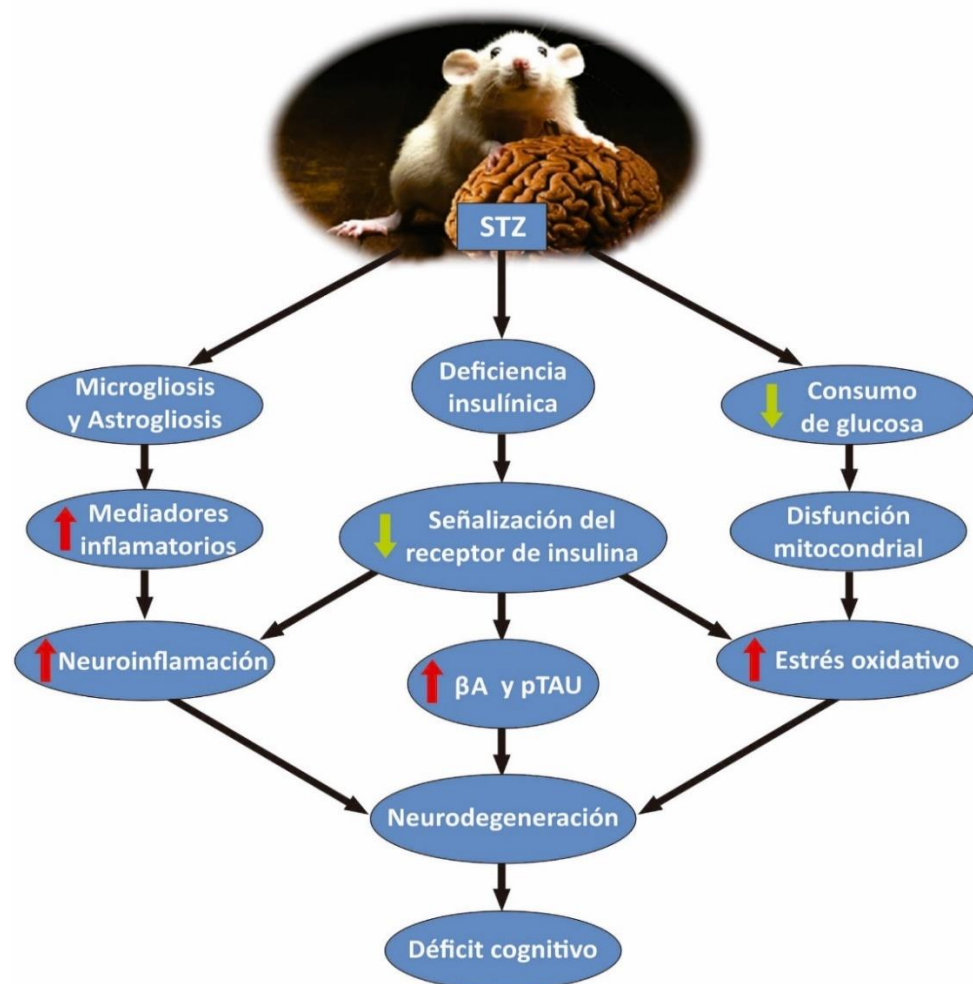 STZ
Microgliosis
y Astrogliosis
Deficiencia
insulínica
Consumo
de glucosa
Mediadores
inflamatorios
Señalización del
receptor de insulina
Disfunción
mitocondrial
Neuroinflamación
βA y pTAU
Estrés oxidativo
Neurodegeneración
Déficit cognitivo